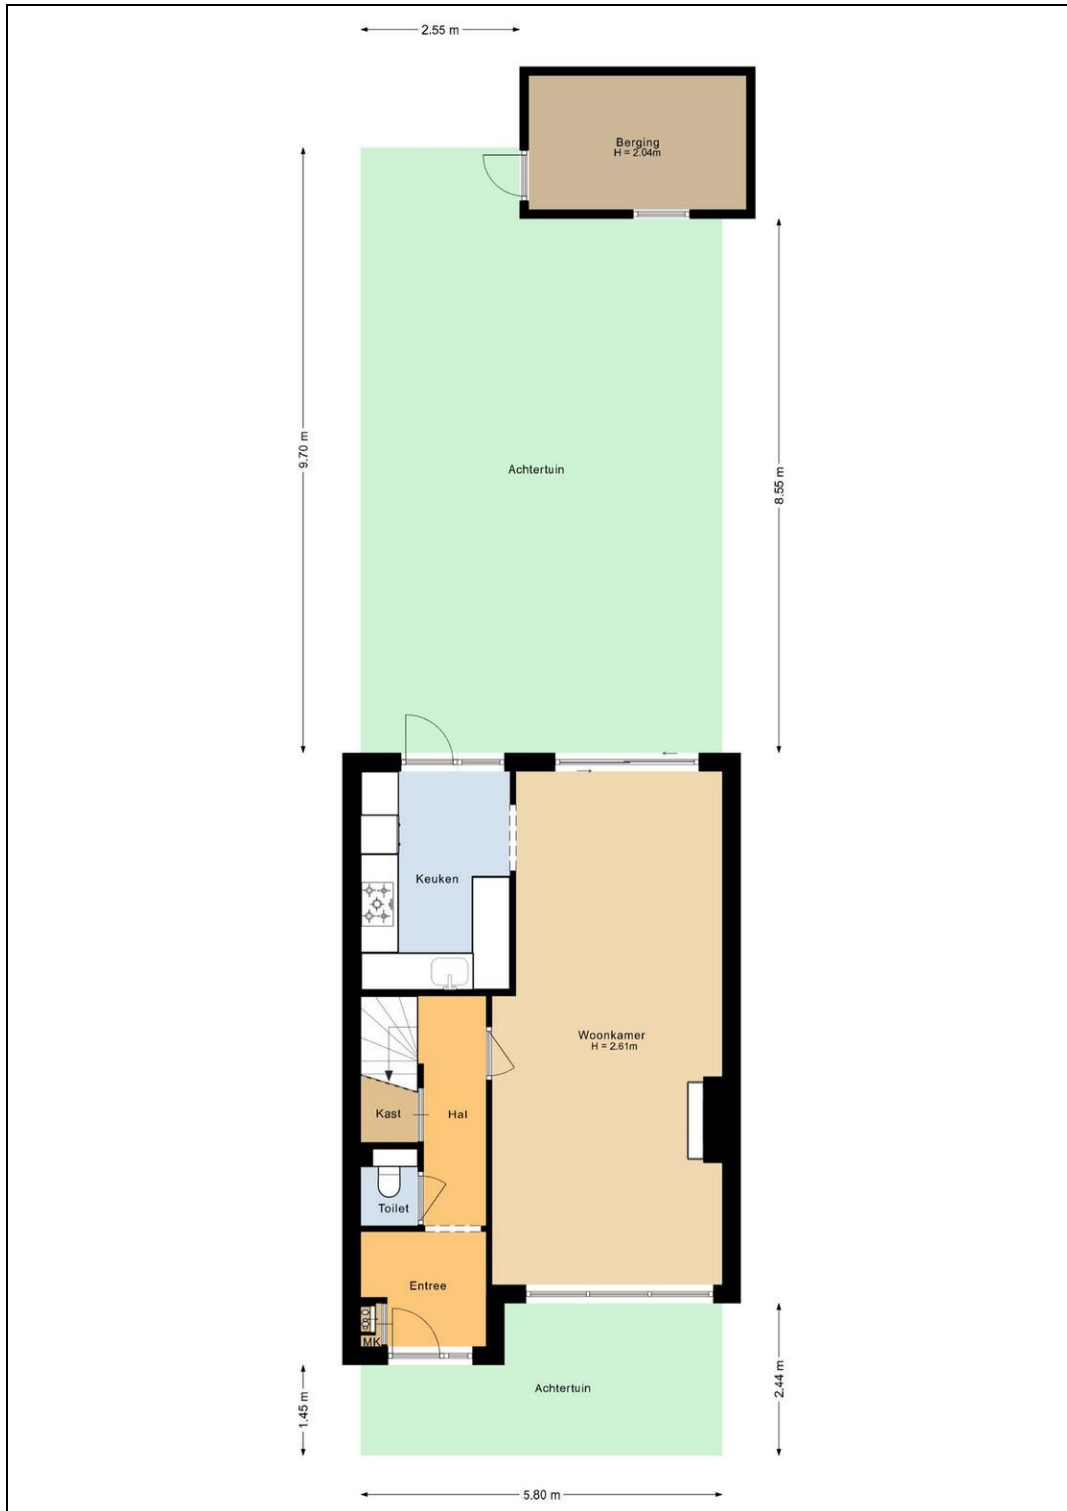 2.55 m
Berging
H = 2.04m
9.70 m
Achtertuin
8.55 m
Keuken
Woonkamer
H = 2.61m
Kast
Hal
Toilet
Entree
MK
Achtertuin
1.45 m
2.44 m
5.80 m